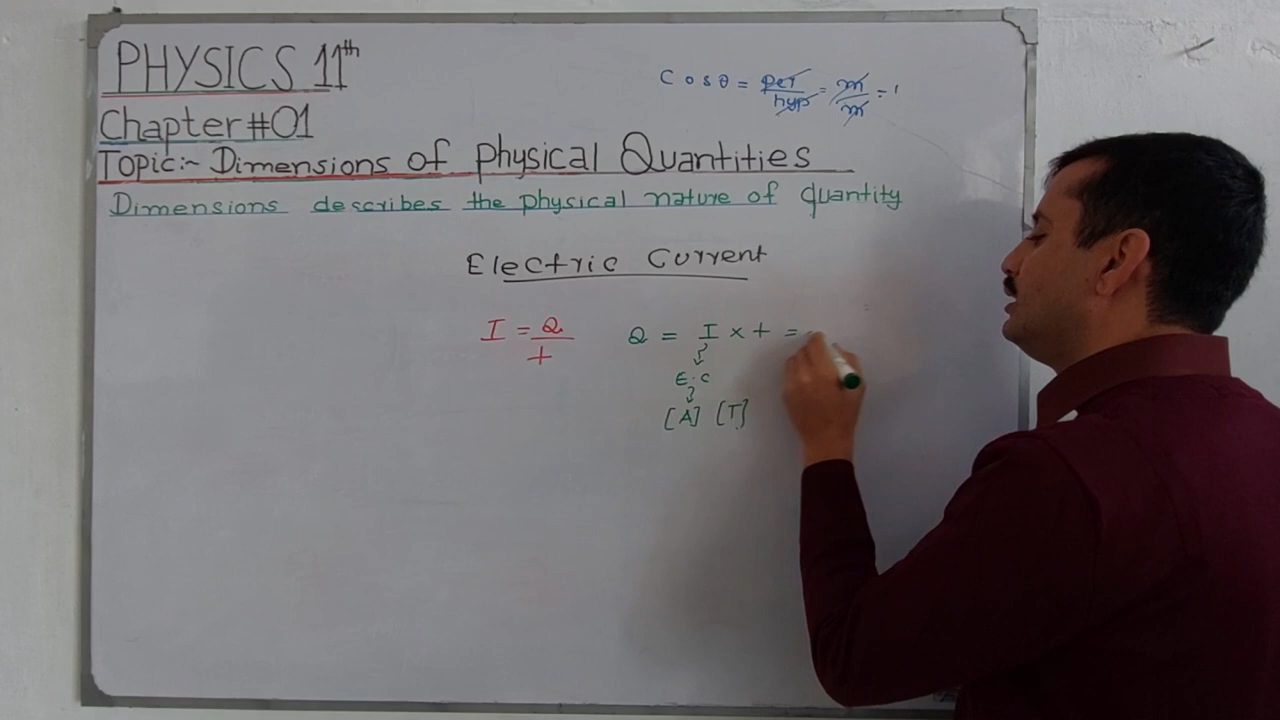 PHYSICS 11th
Cosθ = per/hyp = m/m = 1
Chapter#01
Topic:~ Dimensions of Physical Quantities
Dimensions describes the physical nature of quantity
Electric Current
I = Q/t
Q = I × t =
E.C
[A] [T]